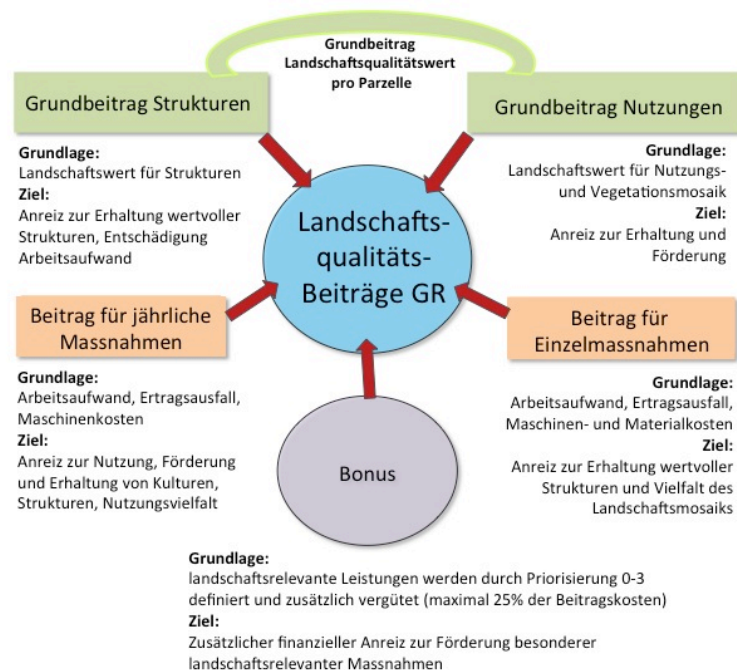 Grundbeitrag
Landschaftsqualitätswert
pro Parzelle
Grundbeitrag Strukturen
Grundbeitrag Nutzungen
Grundlage:
Landschaftswert für Strukturen
Ziel:
Anreiz zur Erhaltung wertvoller
Strukturen, Entschädigung
Arbeitsaufwand
Grundlage:
Landschaftswert für Nutzungs-
und Vegetationsmosaik
Ziel:
Anreiz zur Erhaltung und
Förderung
Landschafts-
qualitäts-
Beiträge GR
Beitrag für jährliche
Massnahmen
Beitrag für
Einzelmassnahmen
Grundlage:
Arbeitsaufwand, Ertragsausfall,
Maschinenkosten
Ziel:
Anreiz zur Nutzung, Förderung
und Erhaltung von Kulturen,
Strukturen, Nutzungsvielfalt
Grundlage:
Arbeitsaufwand, Ertragsausfall,
Maschinen- und Materialkosten
Ziel:
Anreiz zur Erhaltung wertvoller
Strukturen und Vielfalt des
Landschaftsmosaiks
Bonus
Grundlage:
landschaftsrelevante Leistungen werden durch Priorisierung 0-3
definiert und zusätzlich vergütet (maximal 25% der Beitragskosten)
Ziel:
Zusätzlicher finanzieller Anreiz zur Förderung besonderer
landschaftsrelevanter Massnahmen